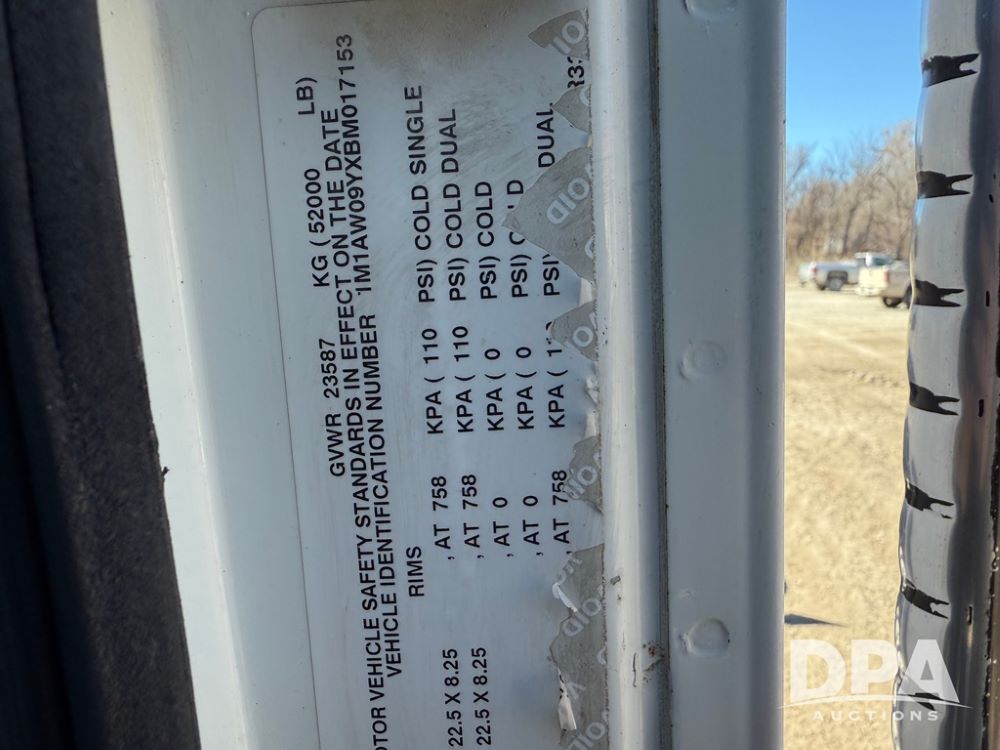 GVWR 23587 KG ( 52000 LB)
MOTOR VEHICLE SAFETY STANDARDS IN EFFECT ON THE DATE
VEHICLE IDENTIFICATION NUMBER 1M1AW09YXBM017153
RIMS
22.5 X 8.25 , AT 758 KPA ( 110 PSI) COLD SINGLE
22.5 X 8.25 , AT 758 KPA ( 110 PSI) COLD DUAL
, AT 0 KPA ( 0 PSI) COLD
, AT 0 KPA ( 0 PSI)
, AT 758 KPA ( PSI) DUAL
VOID
DPA
AUCTIONS